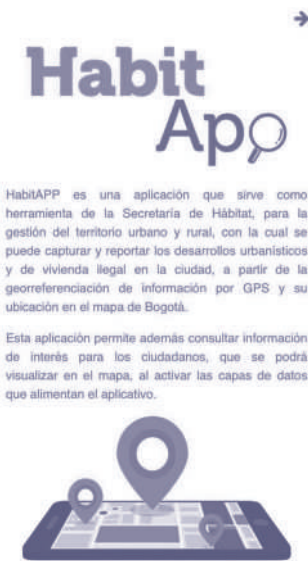 Habit
App
HabitAPP es una aplicación que sirve como
herramienta de la Secretaría de Hábitat, para la
gestión del territorio urbano y rural, con la cual se
puede capturar y reportar los desarrollos urbanísticos
y de vivienda ilegal en la ciudad, a partir de la
georreferenciación de información por GPS y su
ubicación en el mapa de Bogotá.
Esta aplicación permite además consultar información
de interés para los ciudadanos, que se podrá
visualizar en el mapa, al activar las capas de datos
que alimentan el aplicativo.